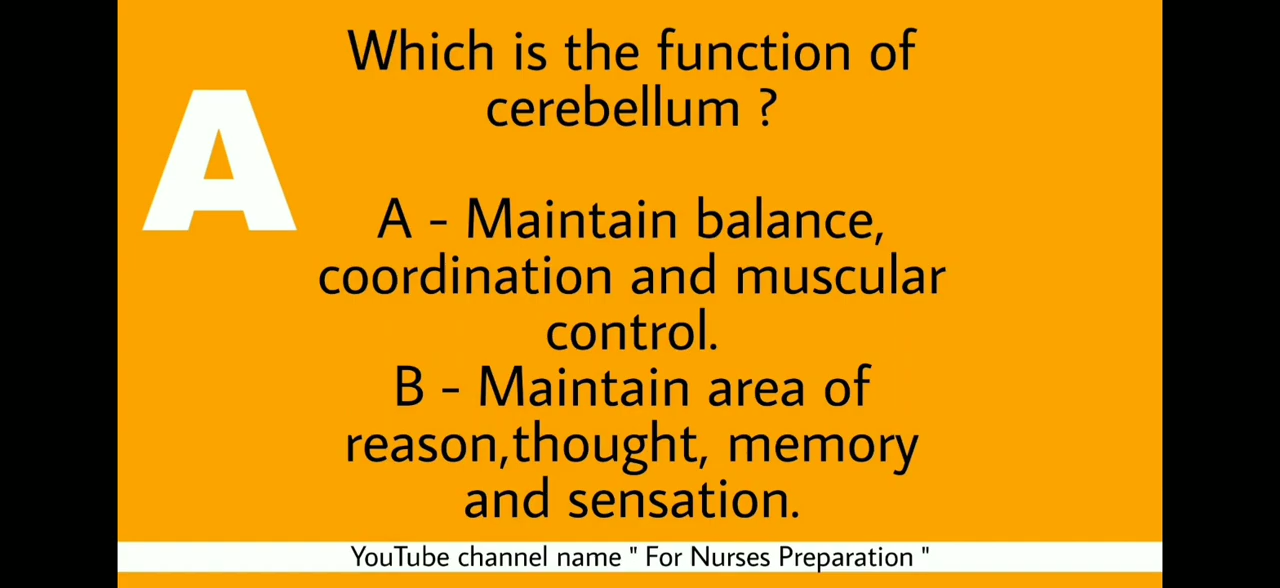 Which is the function of
cerebellum ?
A
A - Maintain balance,
coordination and muscular
control.
B - Maintain area of
reason,thought, memory
and sensation.
YouTube channel name " For Nurses Preparation "